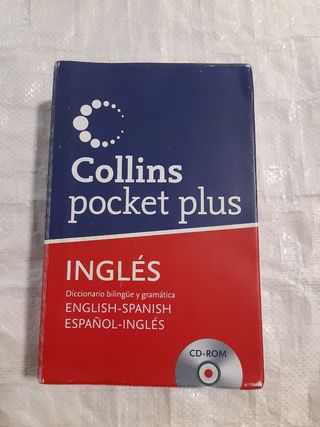 Collins
pocket plus
INGLÉS
Diccionario bilingüe y gramática
ENGLISH-SPANISH
ESPAÑOL-INGLÉS
CD-ROM